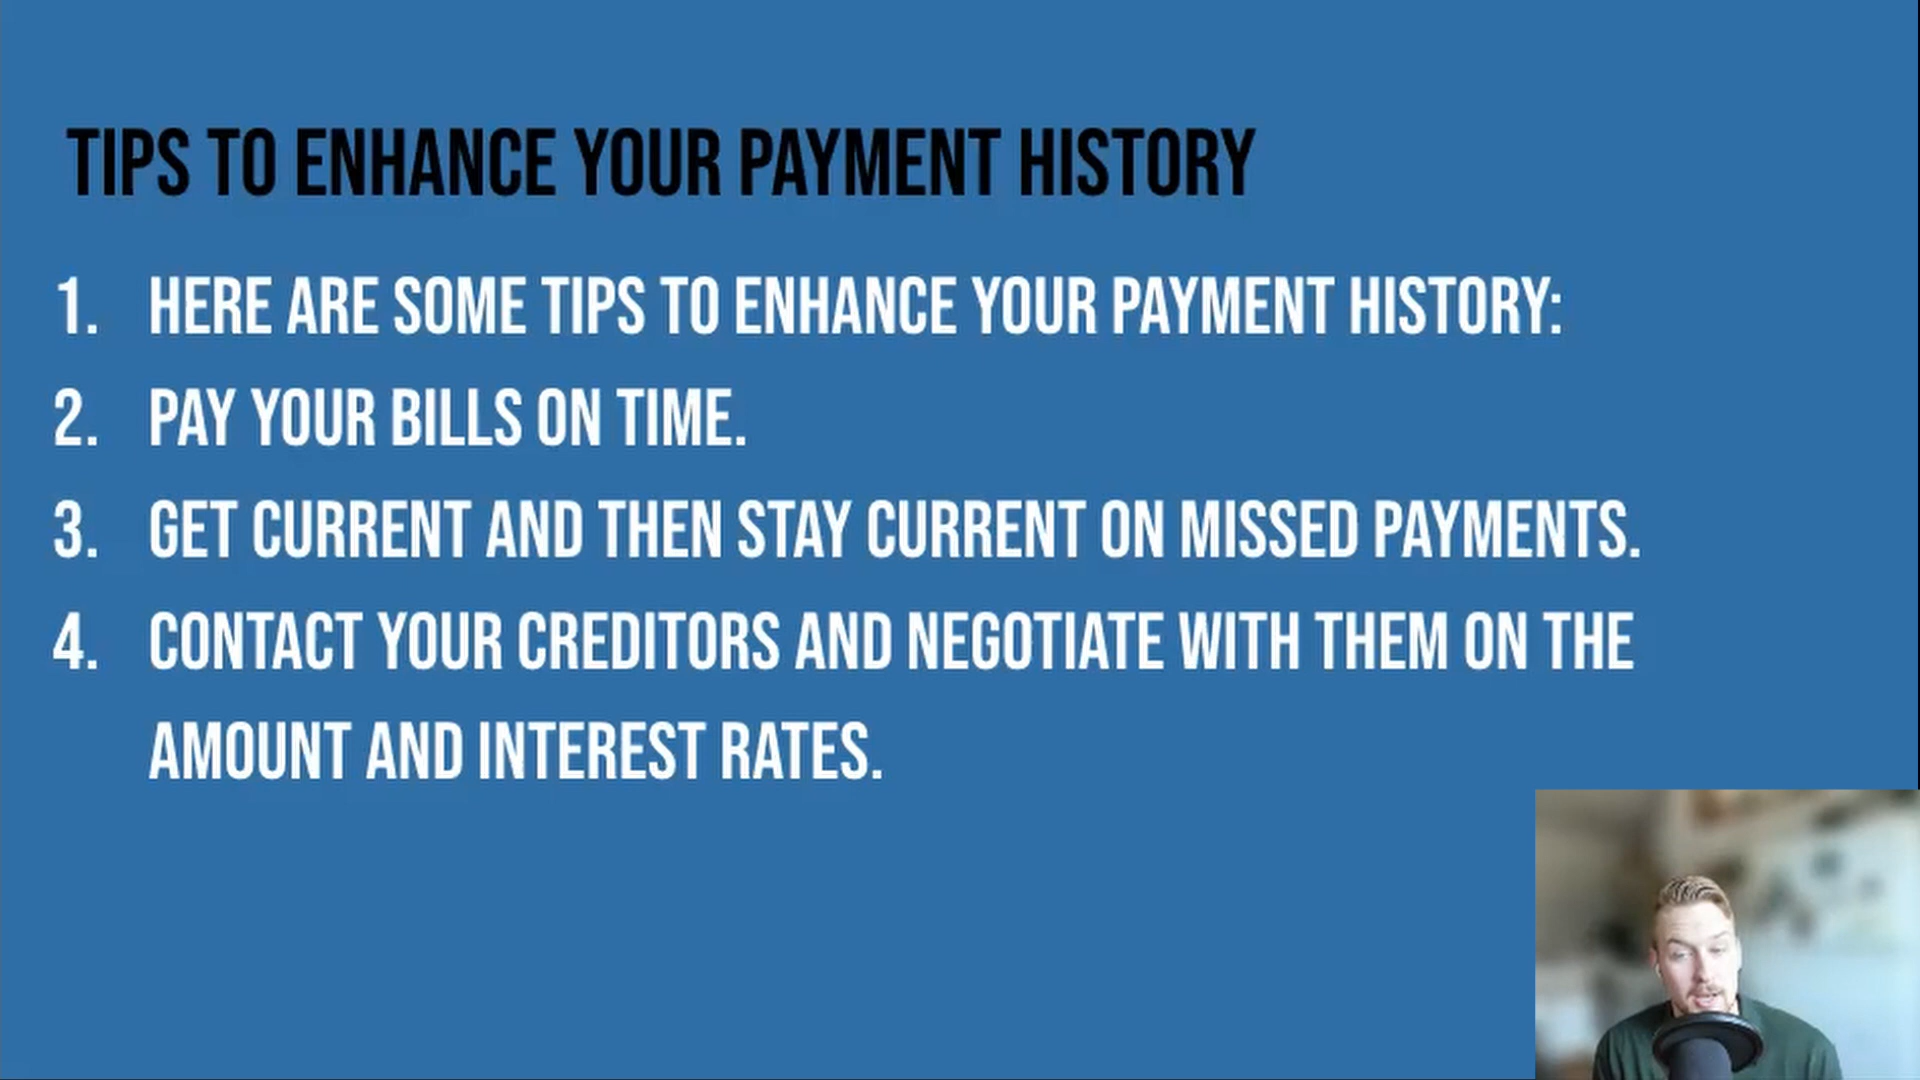 TIPS TO ENHANCE YOUR PAYMENT HISTORY
1. HERE ARE SOME TIPS TO ENHANCE YOUR PAYMENT HISTORY:
2. PAY YOUR BILLS ON TIME.
3. GET CURRENT AND THEN STAY CURRENT ON MISSED PAYMENTS.
4. CONTACT YOUR CREDITORS AND NEGOTIATE WITH THEM ON THE
AMOUNT AND INTEREST RATES.